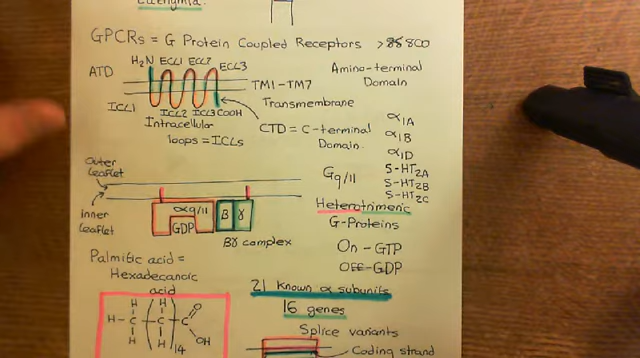 Euthymia.
GPCRs = G Protein Coupled Receptors > 800
H₂N ECL1 ECL2 ECL3
ATD
Amino-terminal
Domain
TM1-TM7
Transmembrane
ICL1 ICL2 ICL3 COOH
Intracellular
loops = ICLs
CTD = C-terminal
Domain
α1A
α1B
α1D
5-HT2A
5-HT2B
5-HT2C
Gq/11
Outer
Leaflet
Inner
Leaflet
αq/11
GDP
β γ
βγ complex
Heterotrimeric
G-Proteins
On - GTP
OFF-GDP
Palmitic acid =
Hexadecanoic
acid
21 known α subunits
16 genes
Splice variants
Coding strand
H H
H-C C O
H H OH
14